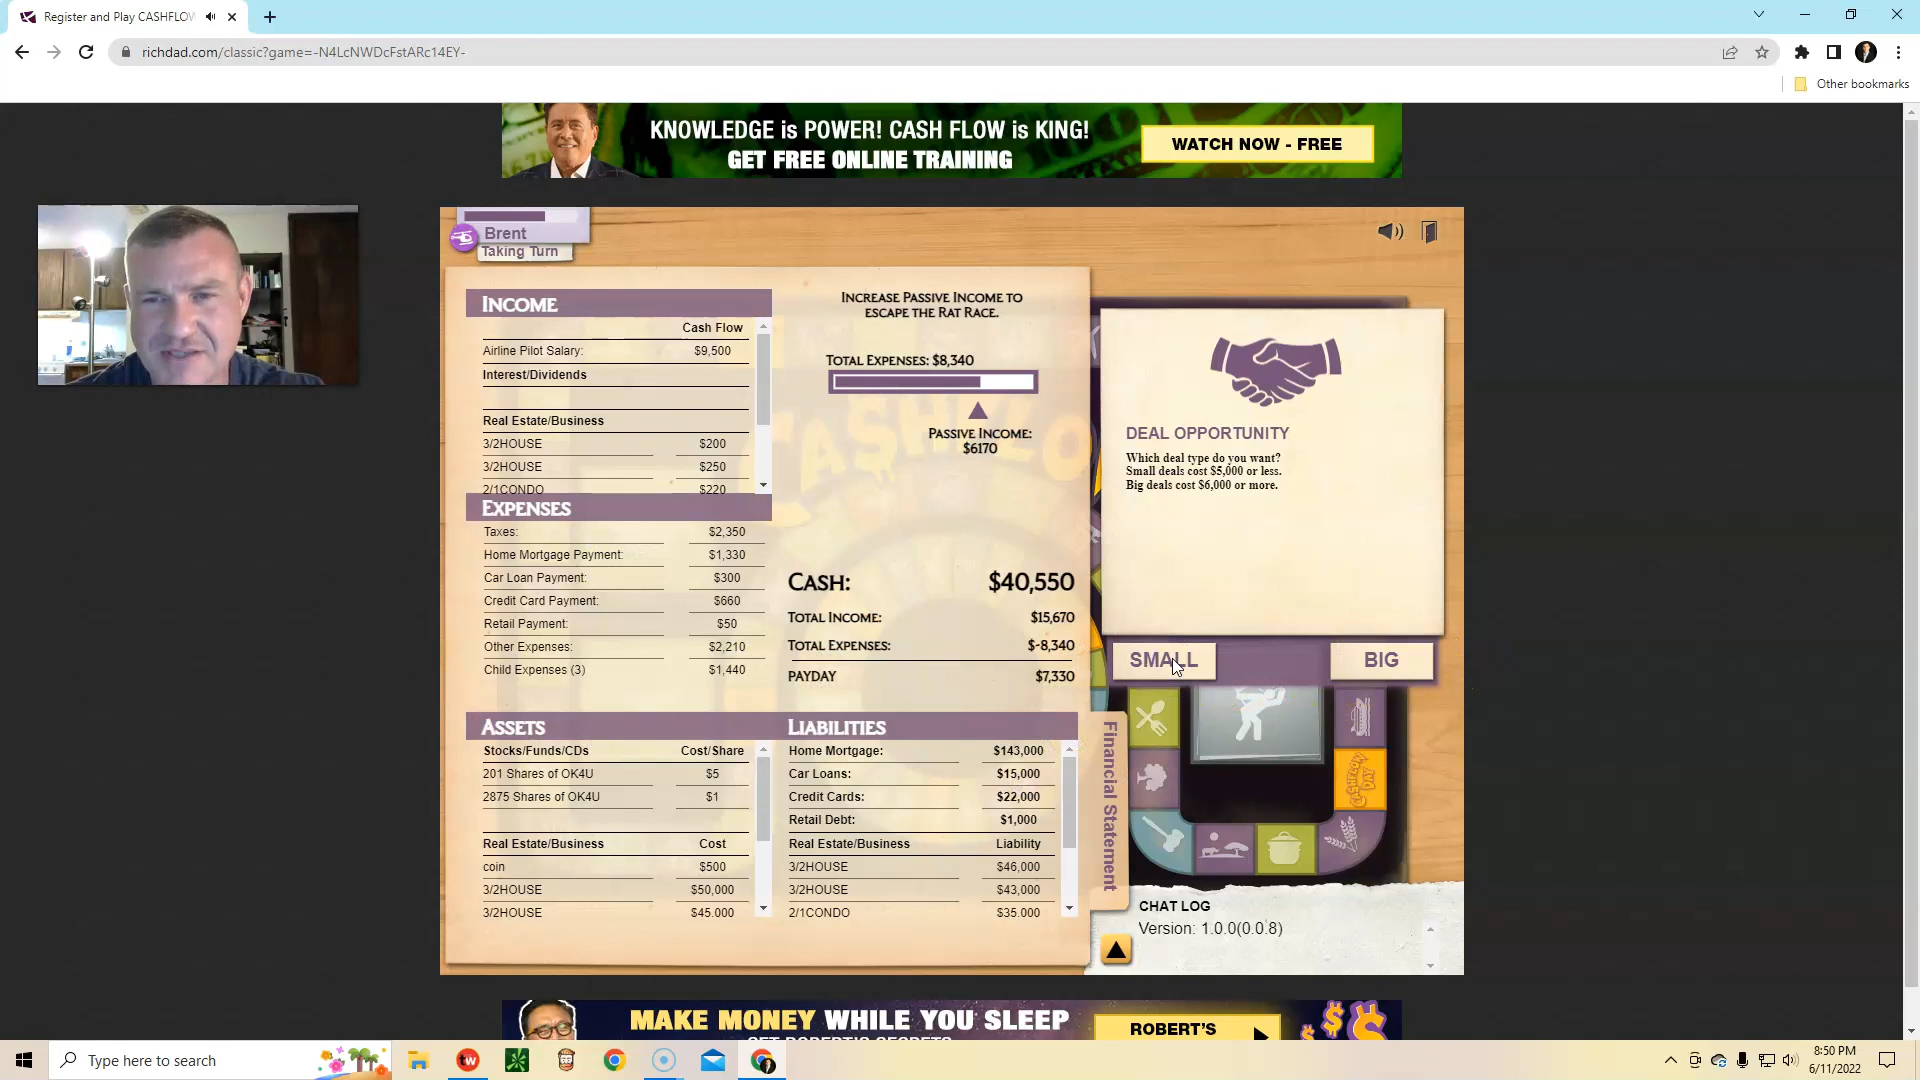 Register and Play CASHFLOW
richdad.com/classic?game=-N4LcNWDcFstARc14EY-
Other bookmarks
KNOWLEDGE is POWER! CASH FLOW is KING!
GET FREE ONLINE TRAINING
WATCH NOW - FREE
Brent
Taking Turn
INCOME
Cash Flow
Airline Pilot Salary: $9,500
Interest/Dividends
Real Estate/Business
3/2HOUSE $200
3/2HOUSE $250
2/1CONDO $220
INCREASE PASSIVE INCOME TO
ESCAPE THE RAT RACE.
TOTAL EXPENSES: $8,340
PASSIVE INCOME:
$6170
EXPENSES
Taxes: $2,350
Home Mortgage Payment: $1,330
Car Loan Payment: $300
Credit Card Payment: $660
Retail Payment: $50
Other Expenses: $2,210
Child Expenses (3) $1,440
CASH: $40,550
TOTAL INCOME: $15,670
TOTAL EXPENSES: $-8,340
PAYDAY $7,330
ASSETS
Stocks/Funds/CDs Cost/Share
201 Shares of OK4U $5
2875 Shares of OK4U $1
Real Estate/Business Cost
coin $500
3/2HOUSE $50,000
3/2HOUSE $45,000
LIABILITIES
Home Mortgage: $143,000
Car Loans: $15,000
Credit Cards: $22,000
Retail Debt: $1,000
Real Estate/Business Liability
3/2HOUSE $46,000
3/2HOUSE $43,000
2/1CONDO $35,000
Financial Statement
DEAL OPPORTUNITY
Which deal type do you want?
Small deals cost $5,000 or less.
Big deals cost $6,000 or more.
SMALL
BIG
CASHFLOW DAY
CHAT LOG
Version: 1.0.0(0.0.8)
MAKE MONEY WHILE YOU SLEEP
ROBERT'S
Type here to search
8:50 PM
6/11/2022